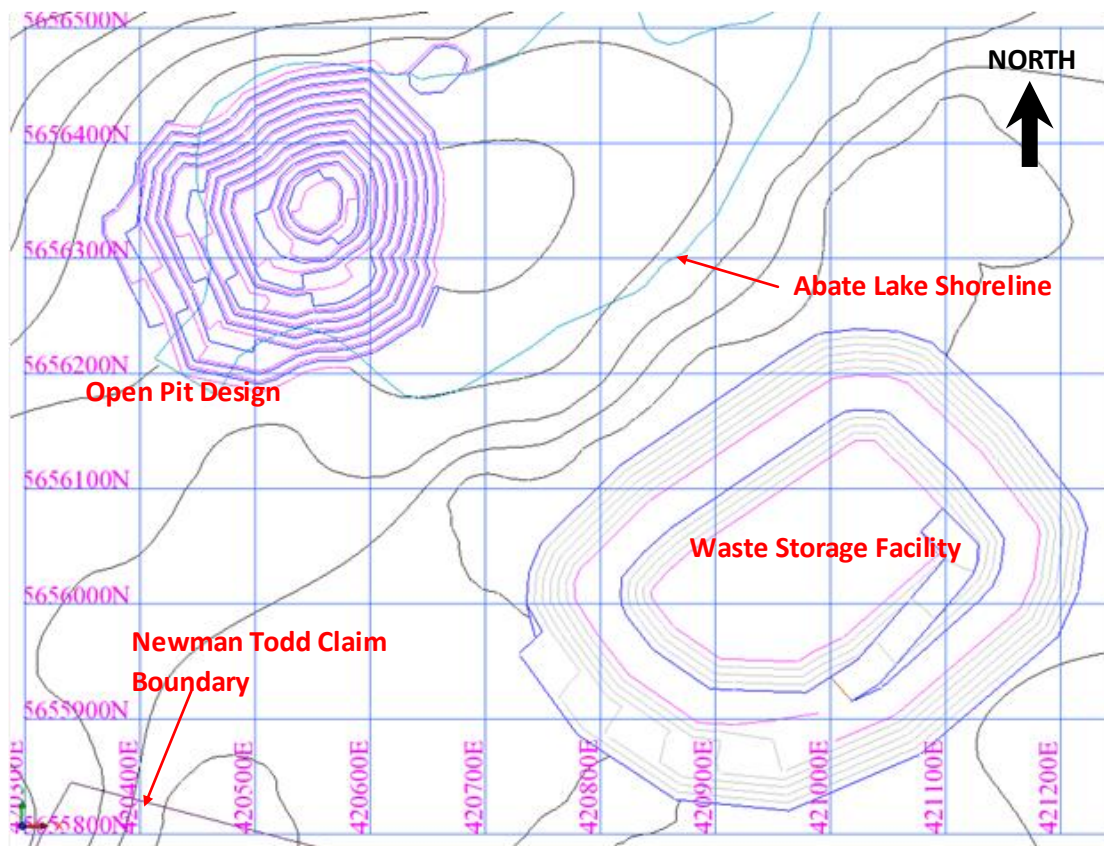 5656500N
NORTH
5656400N
5656300N
Abate Lake Shoreline
5656200N
Open Pit Design
5656100N
Waste Storage Facility
5656000N
Newman Todd Claim
Boundary
5655900N
5655800N
420300E
420400E
420500E
420600E
420700E
420800E
420900E
421000E
421100E
421200E